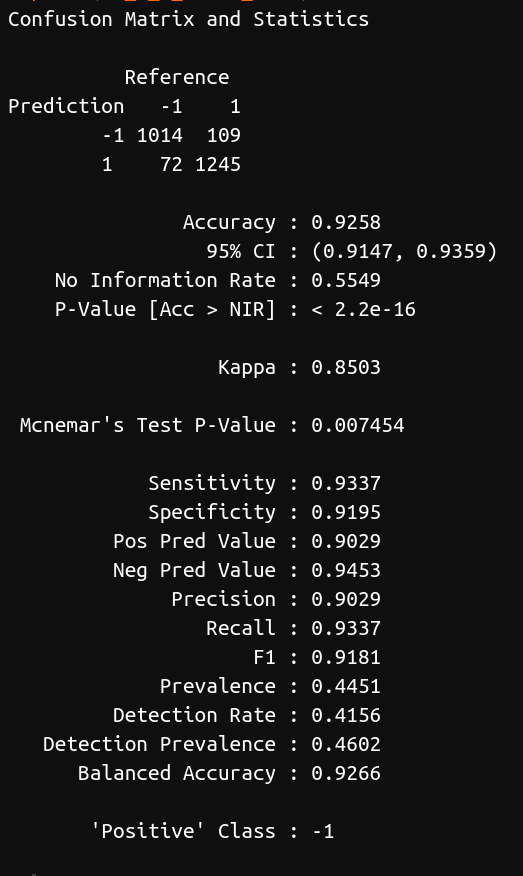 Confusion Matrix and Statistics
Reference
Prediction -1 1
-1 1014 109
1 72 1245
Accuracy : 0.9258
95% CI : (0.9147, 0.9359)
No Information Rate : 0.5549
P-Value [Acc > NIR] : < 2.2e-16
Kappa : 0.8503
Mcnemar's Test P-Value : 0.007454
Sensitivity : 0.9337
Specificity : 0.9195
Pos Pred Value : 0.9029
Neg Pred Value : 0.9453
Precision : 0.9029
Recall : 0.9337
F1 : 0.9181
Prevalence : 0.4451
Detection Rate : 0.4156
Detection Prevalence : 0.4602
Balanced Accuracy : 0.9266
'Positive' Class : -1